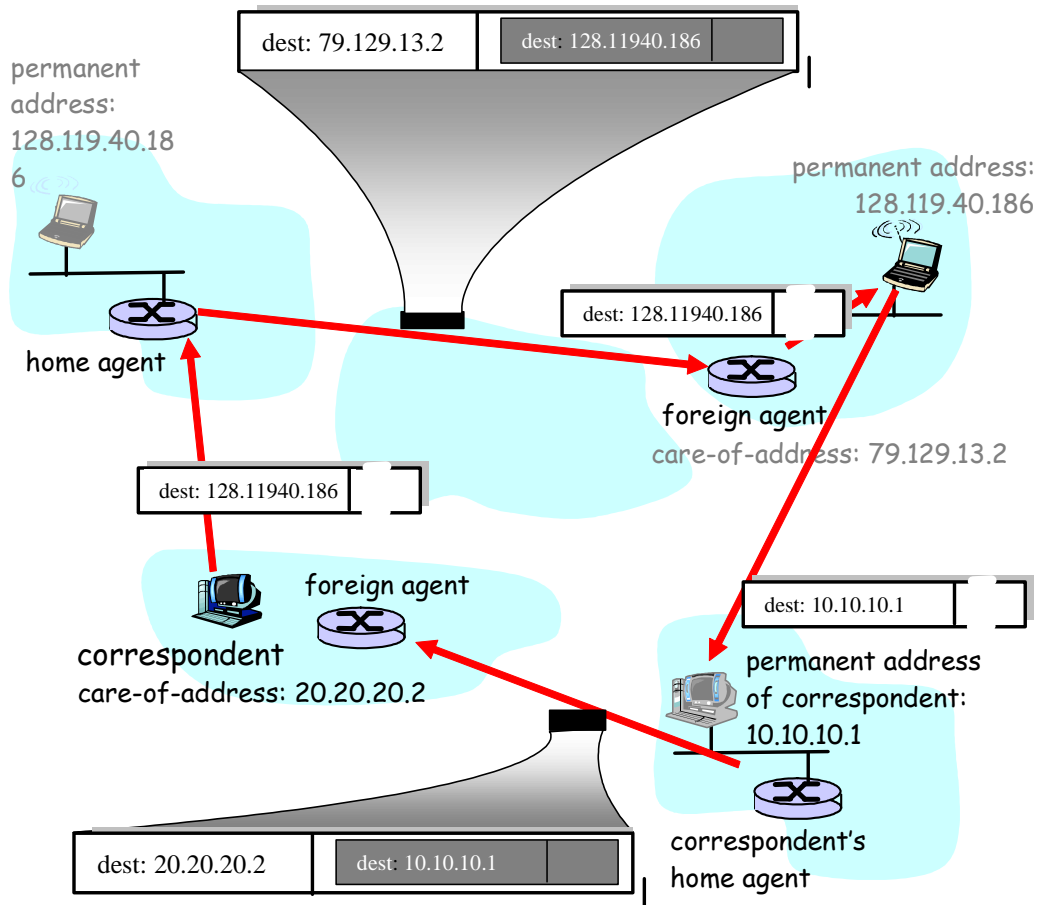 dest: 79.129.13.2
dest: 128.11940.186
permanent
address:
128.119.40.18
6
permanent address:
128.119.40.186
dest: 128.11940.186
home agent
foreign agent
care-of-address: 79.129.13.2
dest: 128.11940.186
foreign agent
correspondent
care-of-address: 20.20.20.2
dest: 10.10.10.1
permanent address
of correspondent:
10.10.10.1
dest: 20.20.20.2
dest: 10.10.10.1
correspondent's
home agent